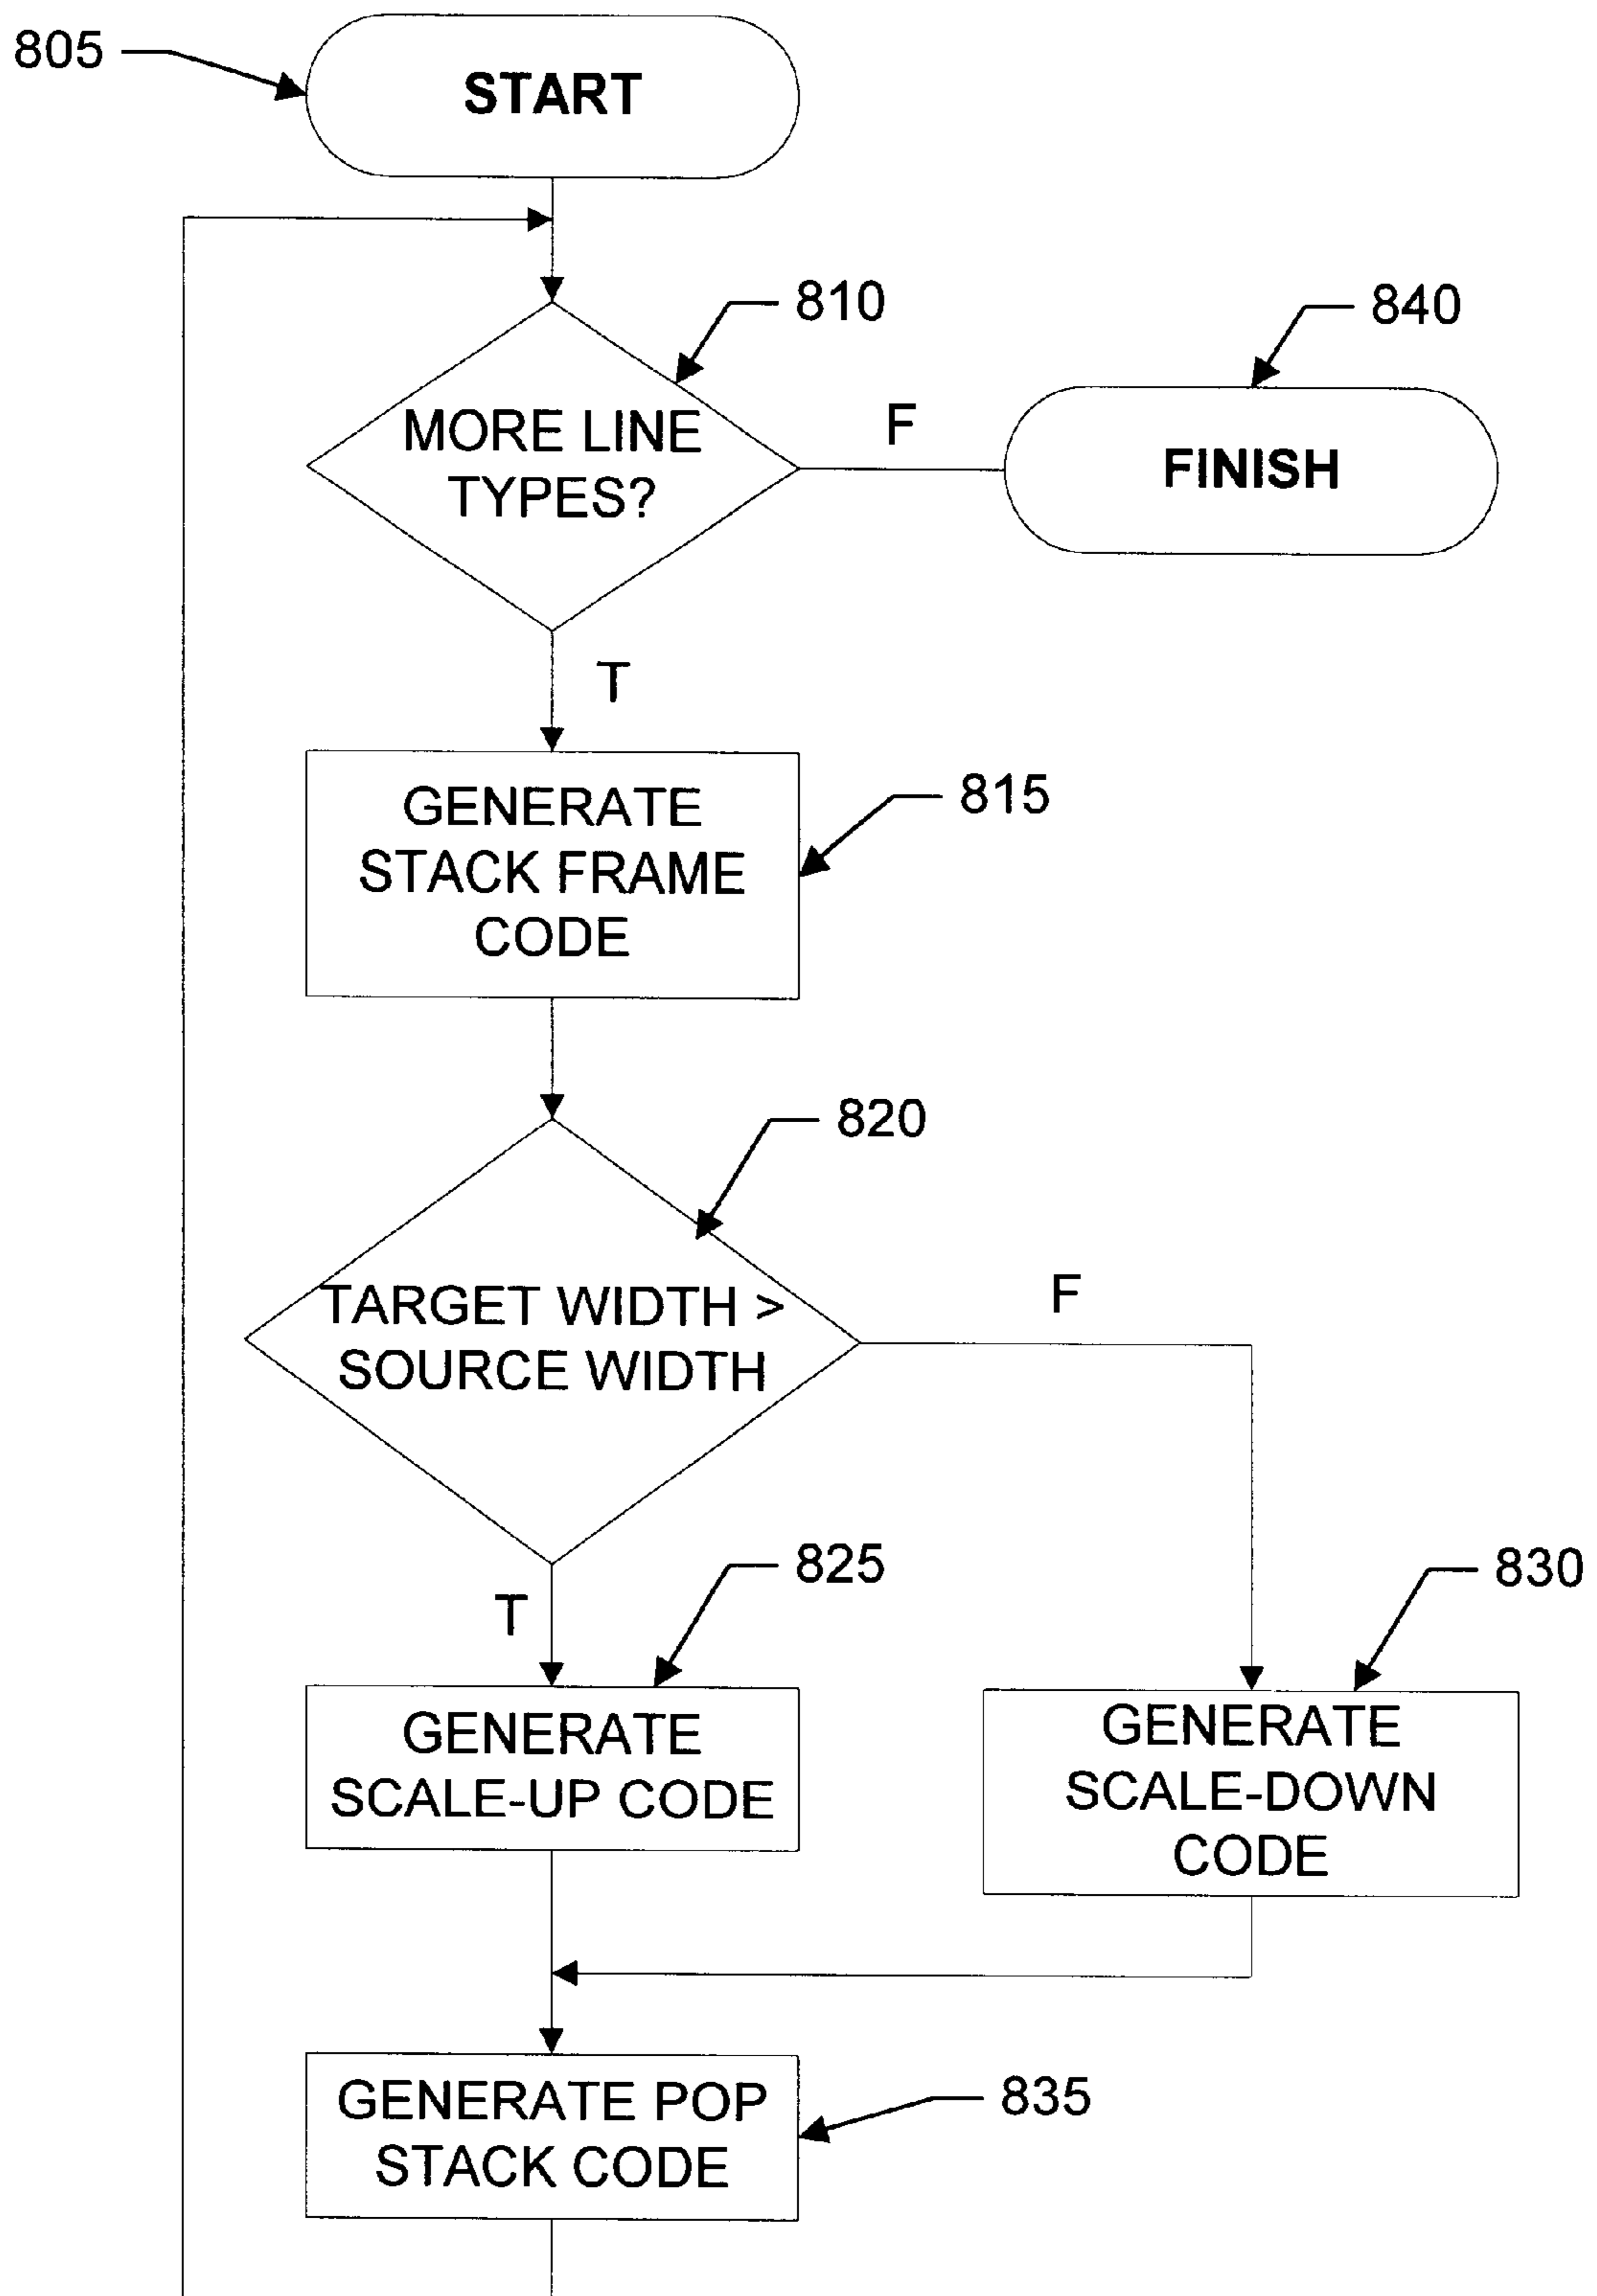 805
START
810
840
MORE LINE
TYPES?
F
FINISH
T
GENERATE
STACK FRAME
CODE
815
820
TARGET WIDTH >
SOURCE WIDTH
F
T
825
830
GENERATE
SCALE-UP CODE
GENERATE
SCALE-DOWN
CODE
GENERATE POP
STACK CODE
835